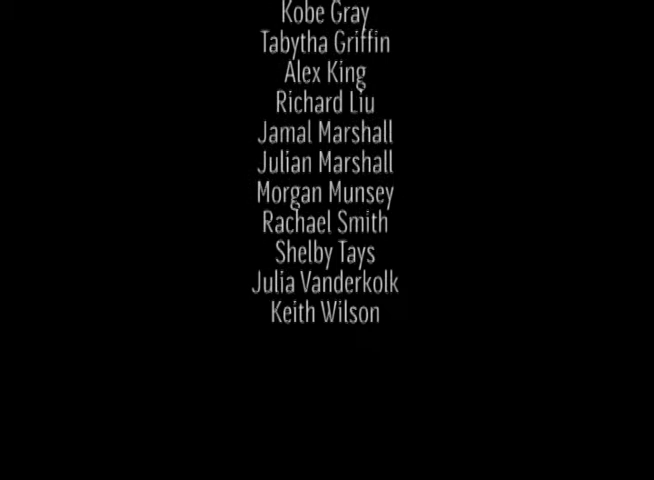 Kobe Gray
Tabytha Griffin
Alex King
Richard Liu
Jamal Marshall
Julian Marshall
Morgan Munsey
Rachael Smith
Shelby Tays
Julia Vanderkolk
Keith Wilson